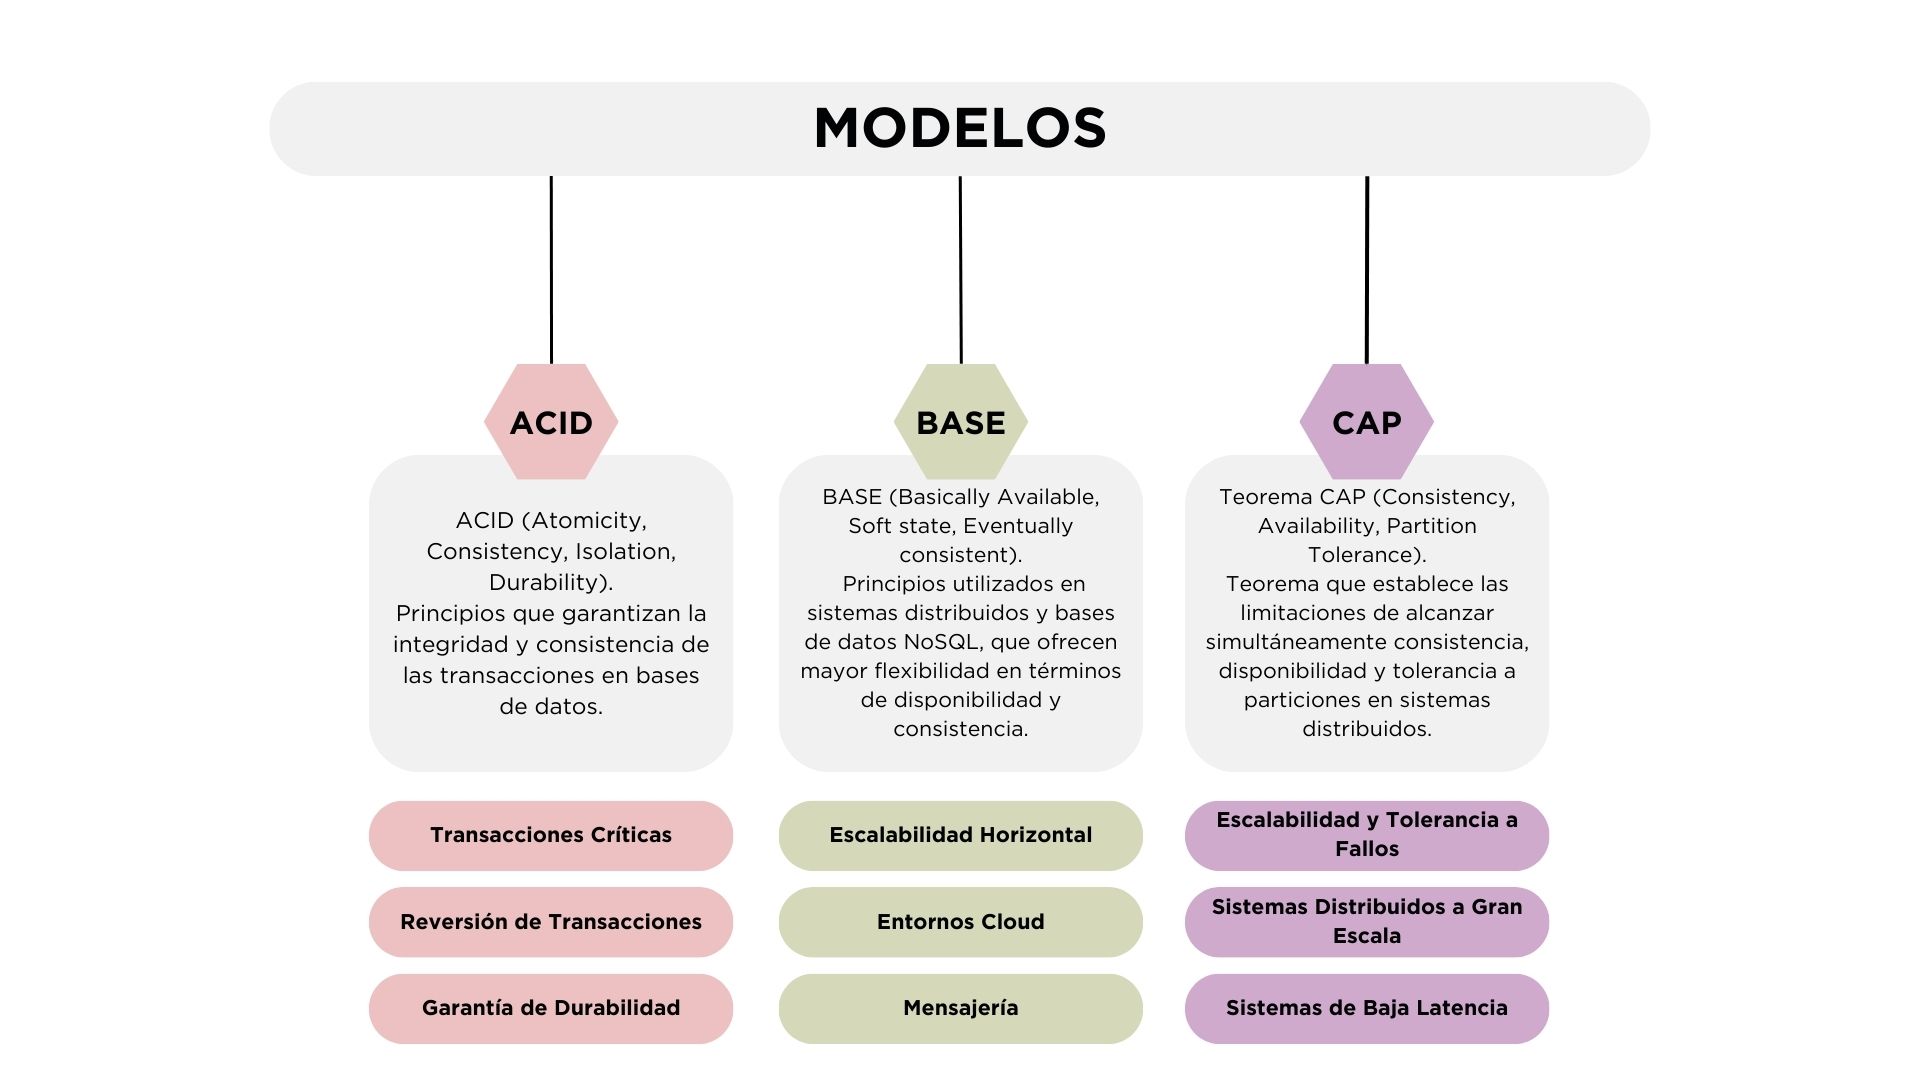 MODELOS
ACID
ACID (Atomicity,
Consistency, Isolation,
Durability).
Principios que garantizan la
integridad y consistencia de
las transacciones en bases
de datos.
Transacciones Críticas
Reversión de Transacciones
Garantía de Durabilidad
BASE
BASE (Basically Available,
Soft state, Eventually
consistent).
Principios utilizados en
sistemas distribuidos y bases
de datos NoSQL, que ofrecen
mayor flexibilidad en términos
de disponibilidad y
consistencia.
Escalabilidad Horizontal
Entornos Cloud
Mensajería
CAP
Teorema CAP (Consistency,
Availability, Partition
Tolerance).
Teorema que establece las
limitaciones de alcanzar
simultáneamente consistencia,
disponibilidad y tolerancia a
particiones en sistemas
distribuidos.
Escalabilidad y Tolerancia a
Fallos
Sistemas Distribuidos a Gran
Escala
Sistemas de Baja Latencia